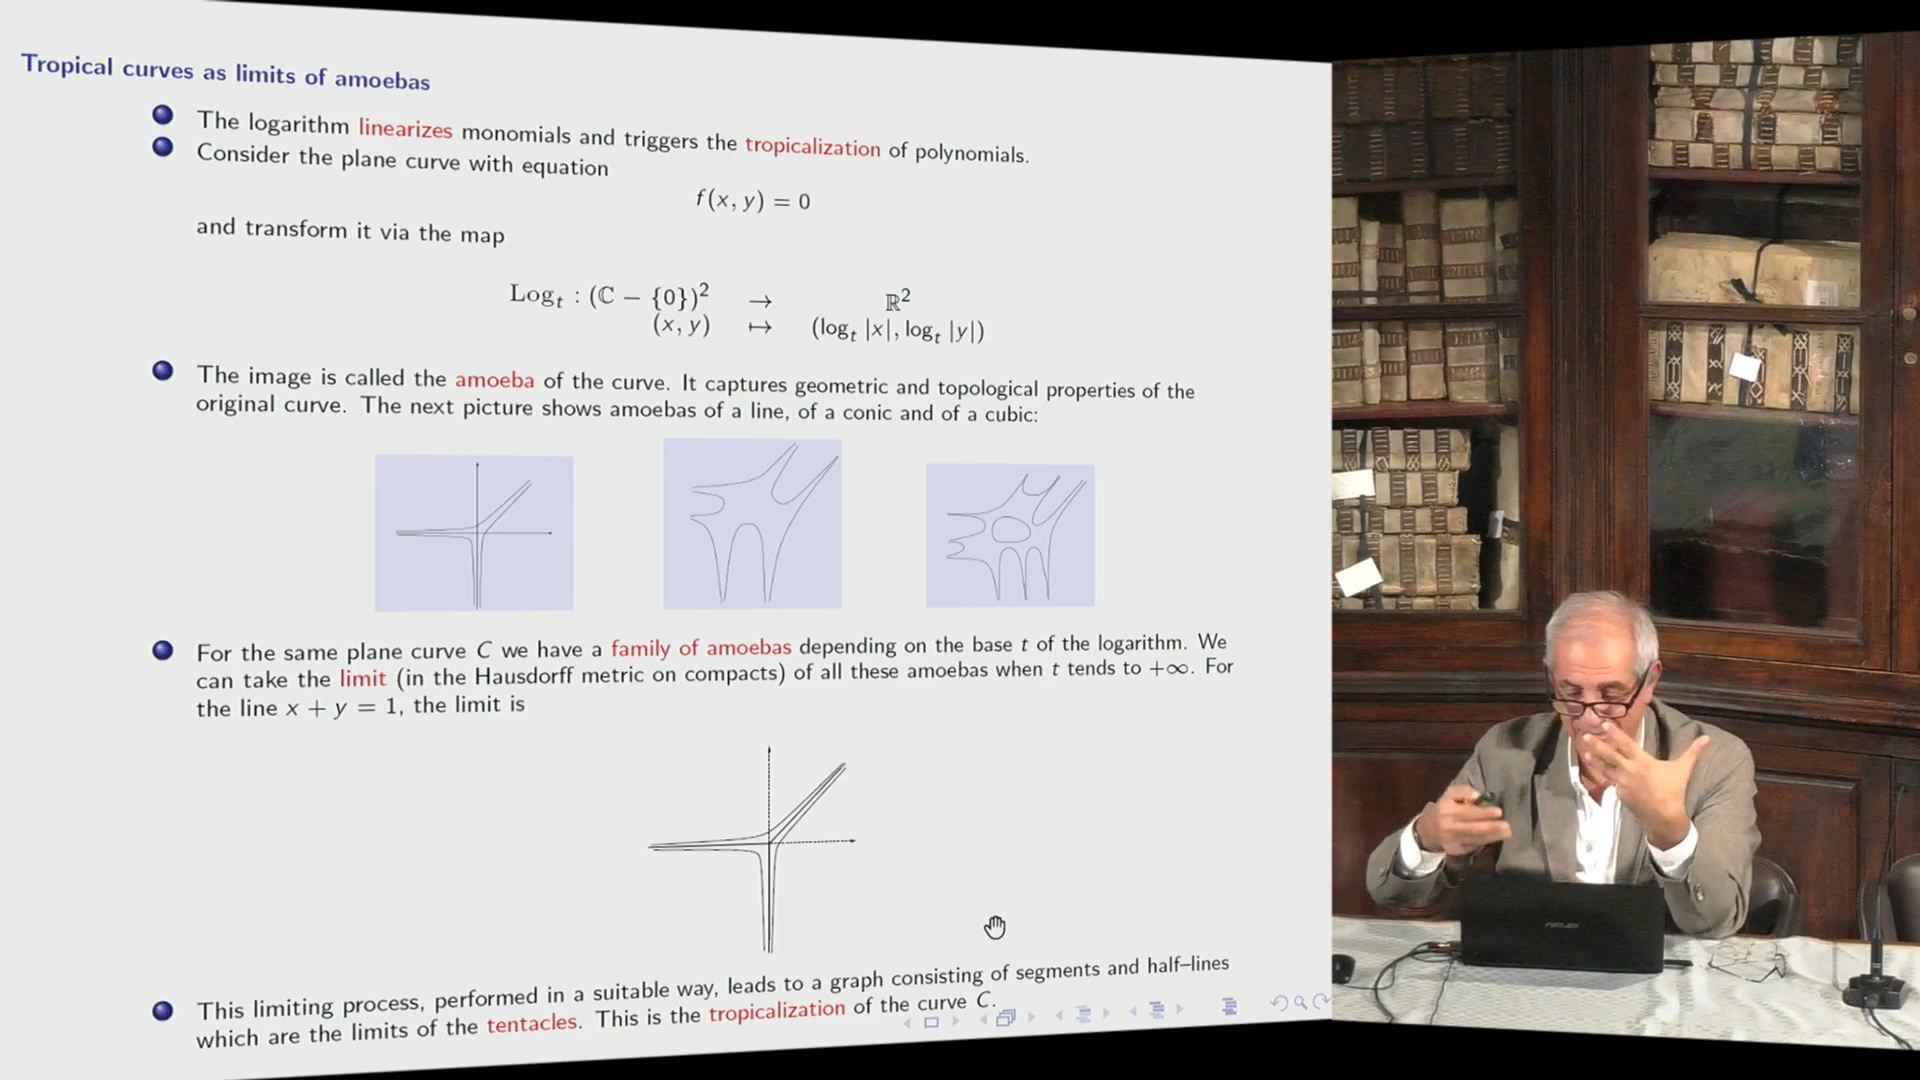 Tropical curves as limits of amoebas
The logarithm linearizes monomials and triggers the tropicalization of polynomials.
Consider the plane curve with equation
f(x, y) = 0
and transform it via the map
Logₜ : (ℂ − {0})² → ℝ²
(x, y) ↦ (logₜ |x|, logₜ |y|)
The image is called the amoeba of the curve. It captures geometric and topological properties of the
original curve. The next picture shows amoebas of a line, of a conic and of a cubic:
For the same plane curve C we have a family of amoebas depending on the base t of the logarithm. We
can take the limit (in the Hausdorff metric on compacts) of all these amoebas when t tends to +∞. For
the line x + y = 1, the limit is
This limiting process, performed in a suitable way, leads to a graph consisting of segments and half–lines
which are the limits of the tentacles. This is the tropicalization of the curve C.
ASUS